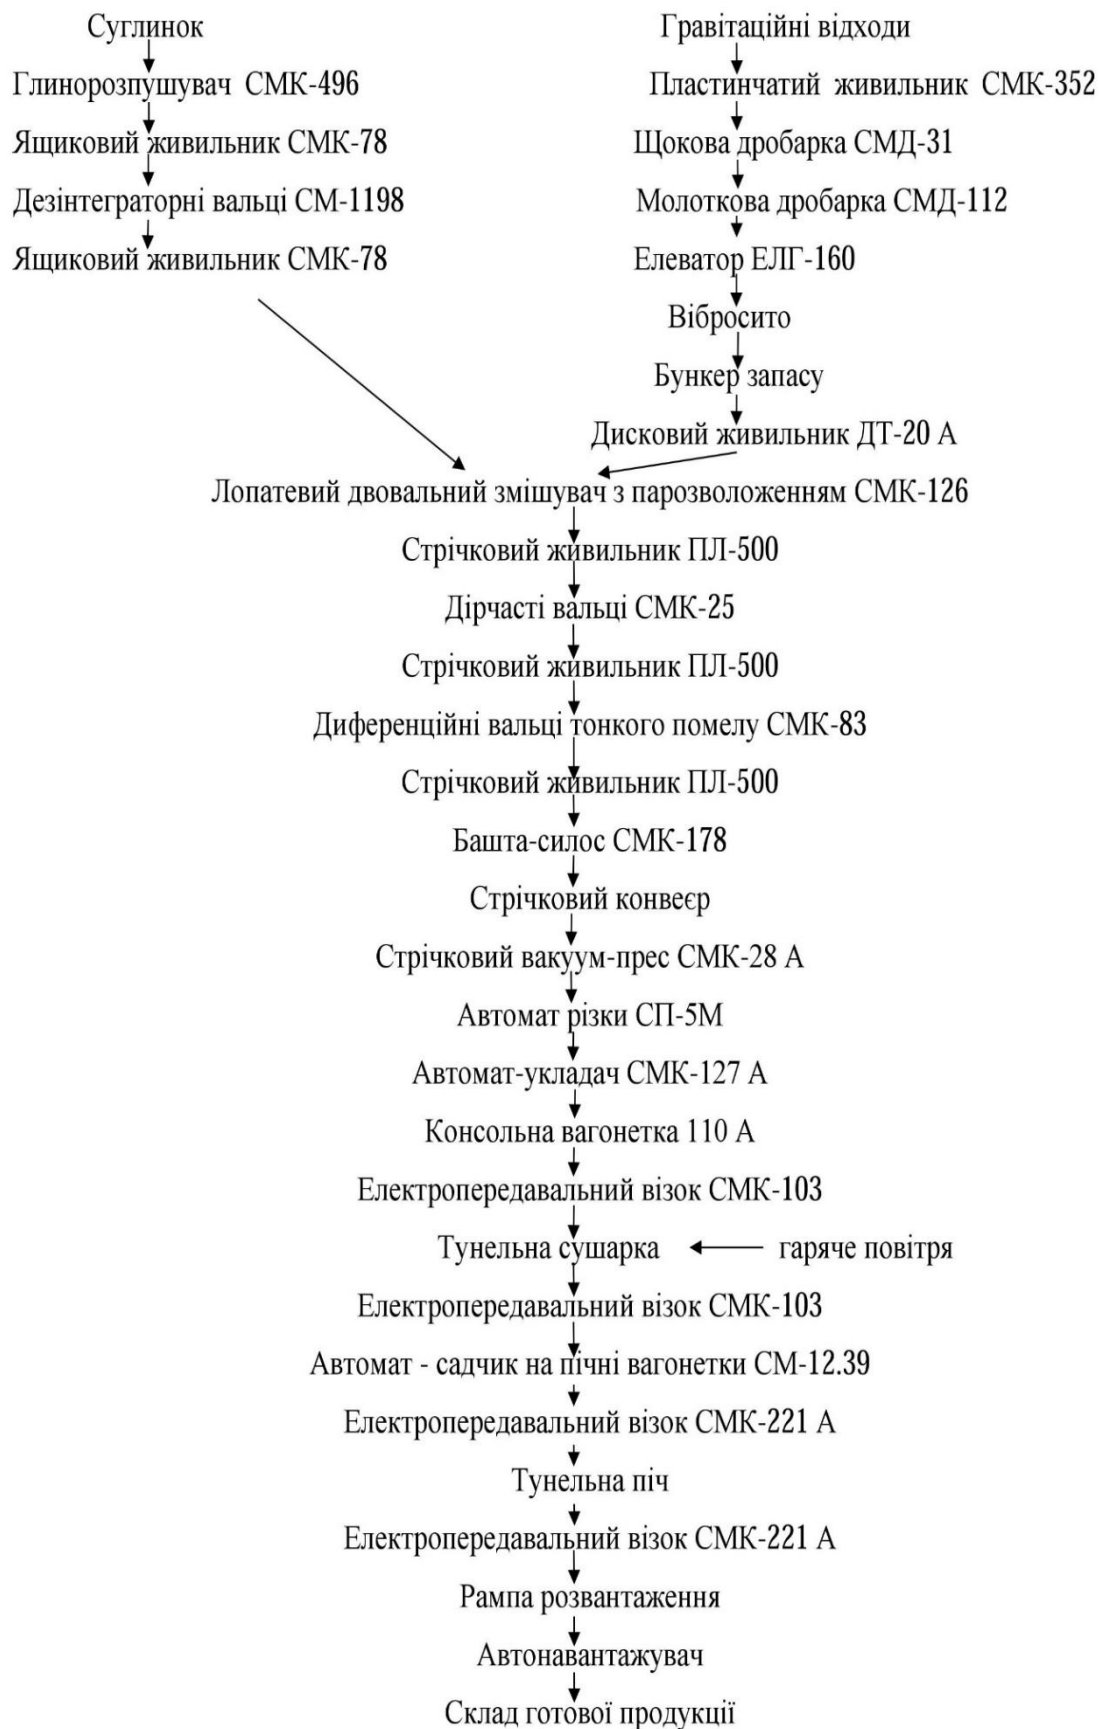 Суглинок
Глинорозпушувач СМК-496
Ящиковий живильник СМК-78
Дезінтеграторні вальці СМ-1198
Ящиковий живильник СМК-78
Гравітаційні відходи
Пластинчатий живильник СМК-352
Щокова дробарка СМД-31
Молоткова дробарка СМД-112
Елеватор ЕЛГ-160
Вібросито
Бункер запасу
Дисковий живильник ДТ-20 А
Лопатевий двовальний змішувач з парозволоженням СМК-126
Стрічковий живильник ПЛ-500
Дірчасті вальці СМК-25
Стрічковий живильник ПЛ-500
Диференційні вальці тонкого помелу СМК-83
Стрічковий живильник ПЛ-500
Башта-силос СМК-178
Стрічковий конвеєр
Стрічковий вакуум-прес СМК-28 А
Автомат різки СП-5М
Автомат-укладач СМК-127 А
Консольна вагонетка 110 А
Електропередавальний візок СМК-103
Тунельна сушарка гаряче повітря
Електропередавальний візок СМК-103
Автомат - садчик на пічні вагонетки СМ-12.39
Електропередавальний візок СМК-221 А
Тунельна піч
Електропередавальний візок СМК-221 А
Рампа розвантаження
Автонавантажувач
Склад готової продукції